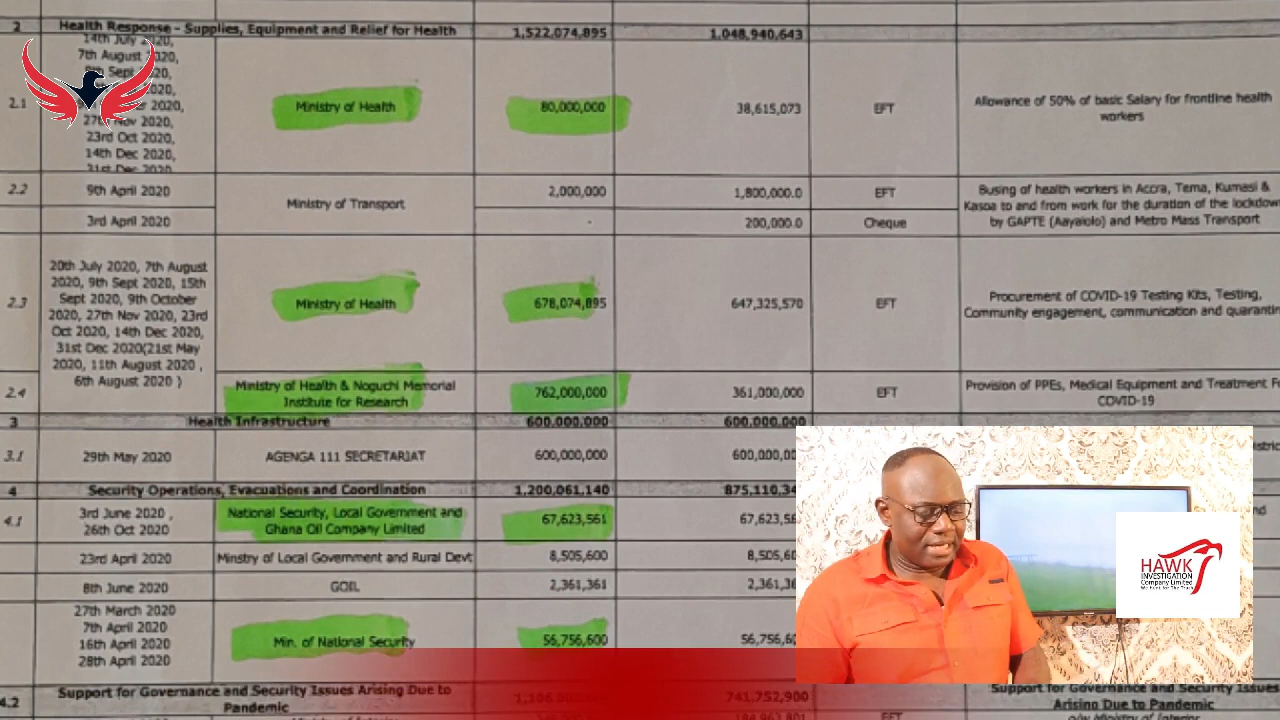 2 Health Response - Supplies, Equipment and Relief for Health 1,522,074,895 1,048,940,643
14th July 2020,
7th August 2020,
2.1 Ministry of Health 80,000,000 38,615,073 EFT Allowance of 50% of basic Salary for frontline health
workers
27th Nov 2020,
23rd Oct 2020,
14th Dec 2020,
31st Dec 2020
2.2 9th April 2020 Ministry of Transport 2,000,000 1,800,000.0 EFT Busing of health workers in Accra, Tema, Kumasi &
Kasoa to and from work for the duration of the lockdown
3rd April 2020 - 200,000.0 Cheque by GAPTE (Aayalolo) and Metro Mass Transport
20th July 2020, 7th August
2020, 9th Sept 2020, 15th
Sept 2020, 9th October
2.3 2020, 27th Nov 2020, 23rd Ministry of Health 678,074,895 647,325,570 EFT Procurement of COVID-19 Testing Kits, Testing,
Community engagement, communication and
Oct 2020, 14th Dec 2020,
31st Dec 2020(21st May
2020, 11th August 2020 ,
6th August 2020 )
2.4 Ministry of Health & Noguchi Memorial
Institute for Research 762,000,000 361,000,000 EFT Provision of PPEs, Medical Equipment and Treatment
COVID-19
3 Health Infrastructure 600,000,000 600,000,000
3.1 29th May 2020 AGENGA 111 SECRETARIAT 600,000,000
4 Security Operations, Evacuations and Coordination 1,200,061,140
4.1 3rd June 2020 ,
26th Oct 2020 National Security, Local Government and
Ghana Oil Company Limited 67,623,561
23rd April 2020 Minstry of Local Government and Rural Devt 8,505,600
8th June 2020 GOIL 2,361,361
27th March 2020
7th April 2020
16th April 2020
28th April 2020
Min. of National Security 56,756,600
4.2 Support for Governance and Security Issues Arising Due to
Pandemic 741,752,900 Support for Governance and Security Issues
Arising Due to Pandemic
EFT
HAWK
INVESTIGATION
Company Limited